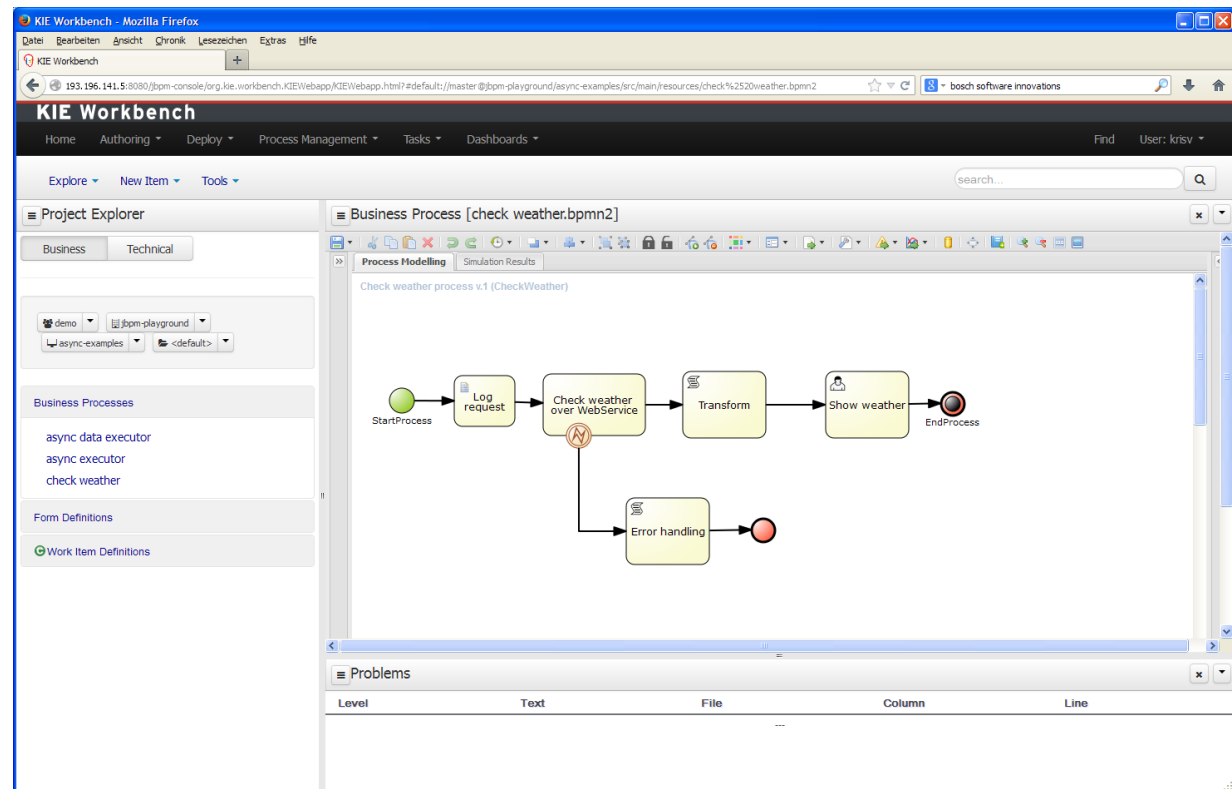 KIE Workbench - Mozilla Firefox
Datei Bearbeiten Ansicht Chronik Lesezeichen Extras Hilfe
KIE Workbench
193.196.141.5:8080/jbpm-console/org.kie.workbench.KIEWebapp/KIEWebapp.html?#default://master@jbpm-playground/async-examples/src/main/resources/check%2520weather.bpmn2
bosch software innovations
KIE Workbench
Home Authoring Deploy Process Management Tasks Dashboards Find User: krisv
Explore New Item Tools search...
Project Explorer
Business Technical
demo jbpm-playground
async-examples <default>
Business Processes
async data executor
async executor
check weather
Form Definitions
Work Item Definitions
Business Process [check weather.bpmn2]
Process Modelling Simulation Results
Check weather process v.1 (CheckWeather)
StartProcess
Log
request
Check weather
over WebService
Transform
Show weather
EndProcess
Error handling
Problems
Level Text File Column Line
---